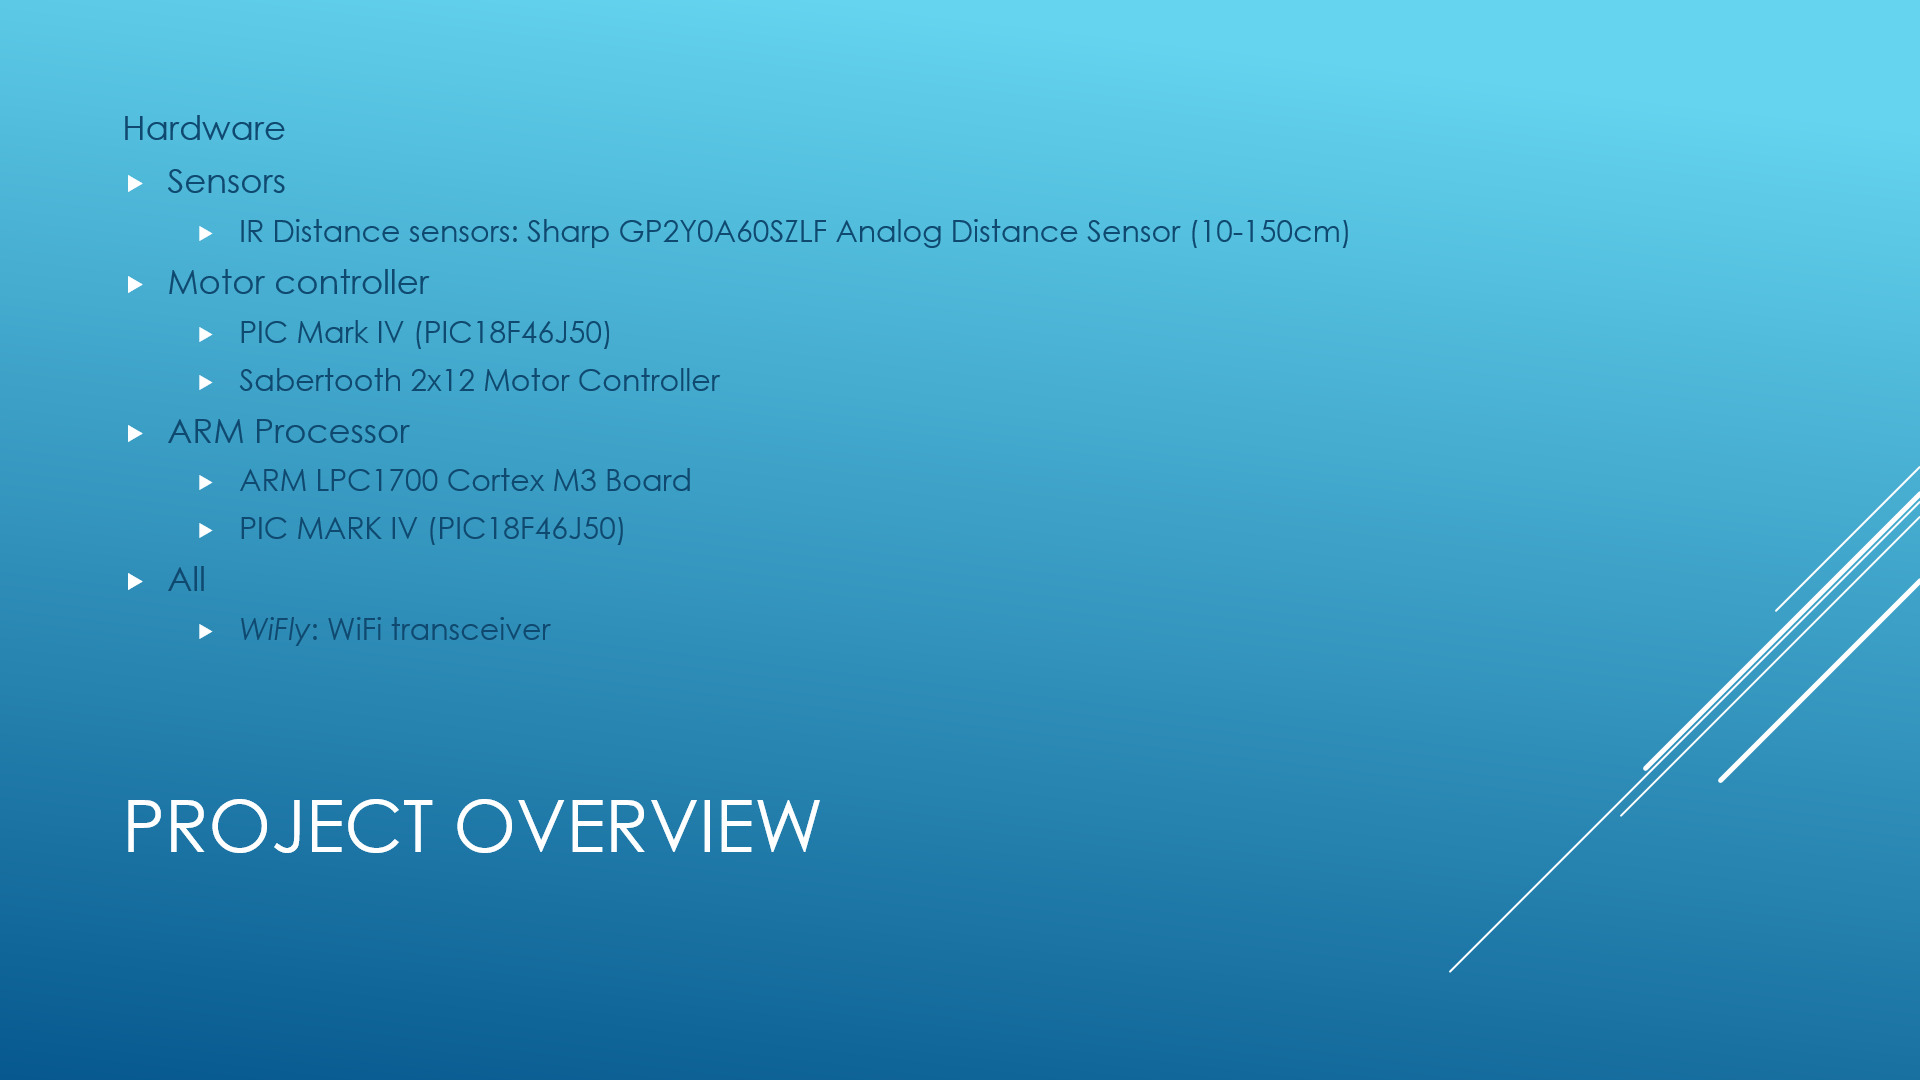 Hardware
Sensors
IR Distance sensors: Sharp GP2Y0A60SZLF Analog Distance Sensor (10-150cm)
Motor controller
PIC Mark IV (PIC18F46J50)
Sabertooth 2x12 Motor Controller
ARM Processor
ARM LPC1700 Cortex M3 Board
PIC MARK IV (PIC18F46J50)
All
WiFly: WiFi transceiver
PROJECT OVERVIEW